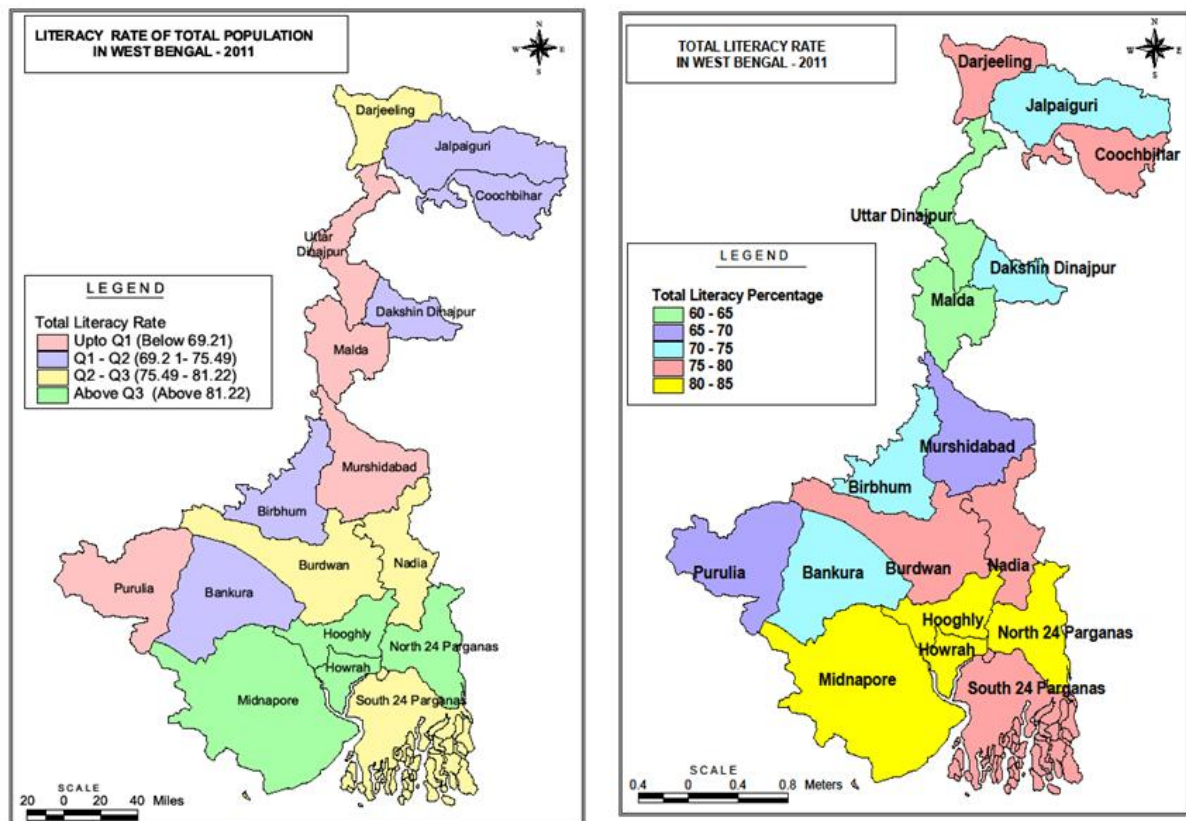 LITERACY RATE OF TOTAL POPULATION
IN WEST BENGAL - 2011
N
W E
S
Darjeeling
Jalpaiguri
Coochbihar
Uttar
Dinajpur
Dakshin Dinajpur
LEGEND
Total Literacy Rate
Upto Q1 (Below 69.21)
Q1 - Q2 (69.2 1- 75.49)
Q2 - Q3 (75.49 - 81.22)
Above Q3 (Above 81.22)
Malda
Murshidabad
Birbhum
Burdwan
Nadia
Purulia
Bankura
Hooghly
North 24 Parganas
Howrah
Midnapore
South 24 Parganas
SCALE
20 0 20 40 Miles
TOTAL LITERACY RATE
IN WEST BENGAL - 2011
N
W E
S
Darjeeling
Jalpaiguri
Coochbihar
Uttar Dinajpur
Dakshin Dinajpur
LEGEND
Total Literacy Percentage
60 - 65
65 - 70
70 - 75
75 - 80
80 - 85
Malda
Murshidabad
Birbhum
Purulia
Bankura
Burdwan
Nadia
Hooghly
North 24 Parganas
Howrah
Midnapore
South 24 Parganas
SCALE
0.4 0 0.4 0.8 Meters